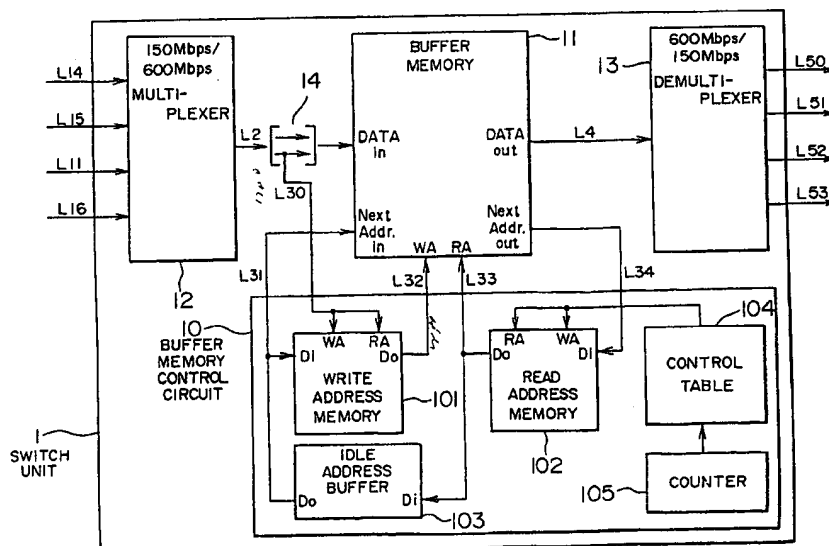 150Mbps/
600Mbps
MULTI-
PLEXER
12
L14
L15
L11
L16
L2
14
L30
11
BUFFER
MEMORY
DATA
in
DATA
out
Next
Addr.
in
WA RA
Next
Addr.
out
L4
600Mbps/
150Mbps
13
DEMULTI-
PLEXER
L50
L51
L52
L53
L31
L32
L33
L34
10
BUFFER
MEMORY
CONTROL
CIRCUIT
WA RA
DI Do
WRITE
ADDRESS
MEMORY
101
RA WA
Do Di
READ
ADDRESS
MEMORY
102
104
CONTROL
TABLE
IDLE
ADDRESS
BUFFER
Do Di
103
105
COUNTER
1
SWITCH
UNIT